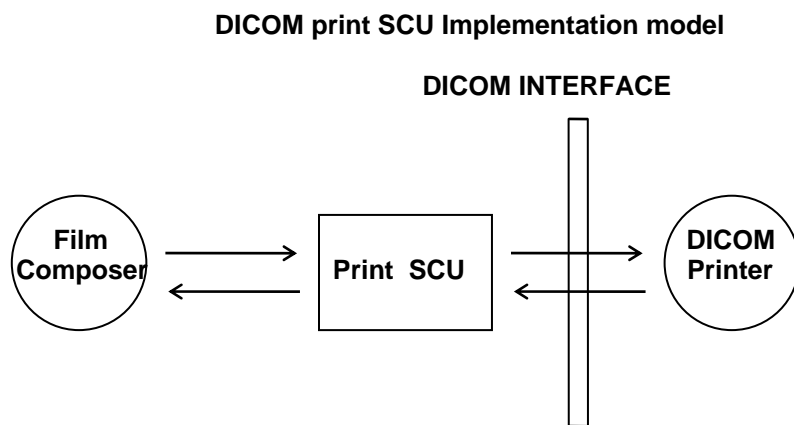 DICOM print SCU Implementation model
DICOM INTERFACE
Film
Composer
Print SCU
DICOM
Printer